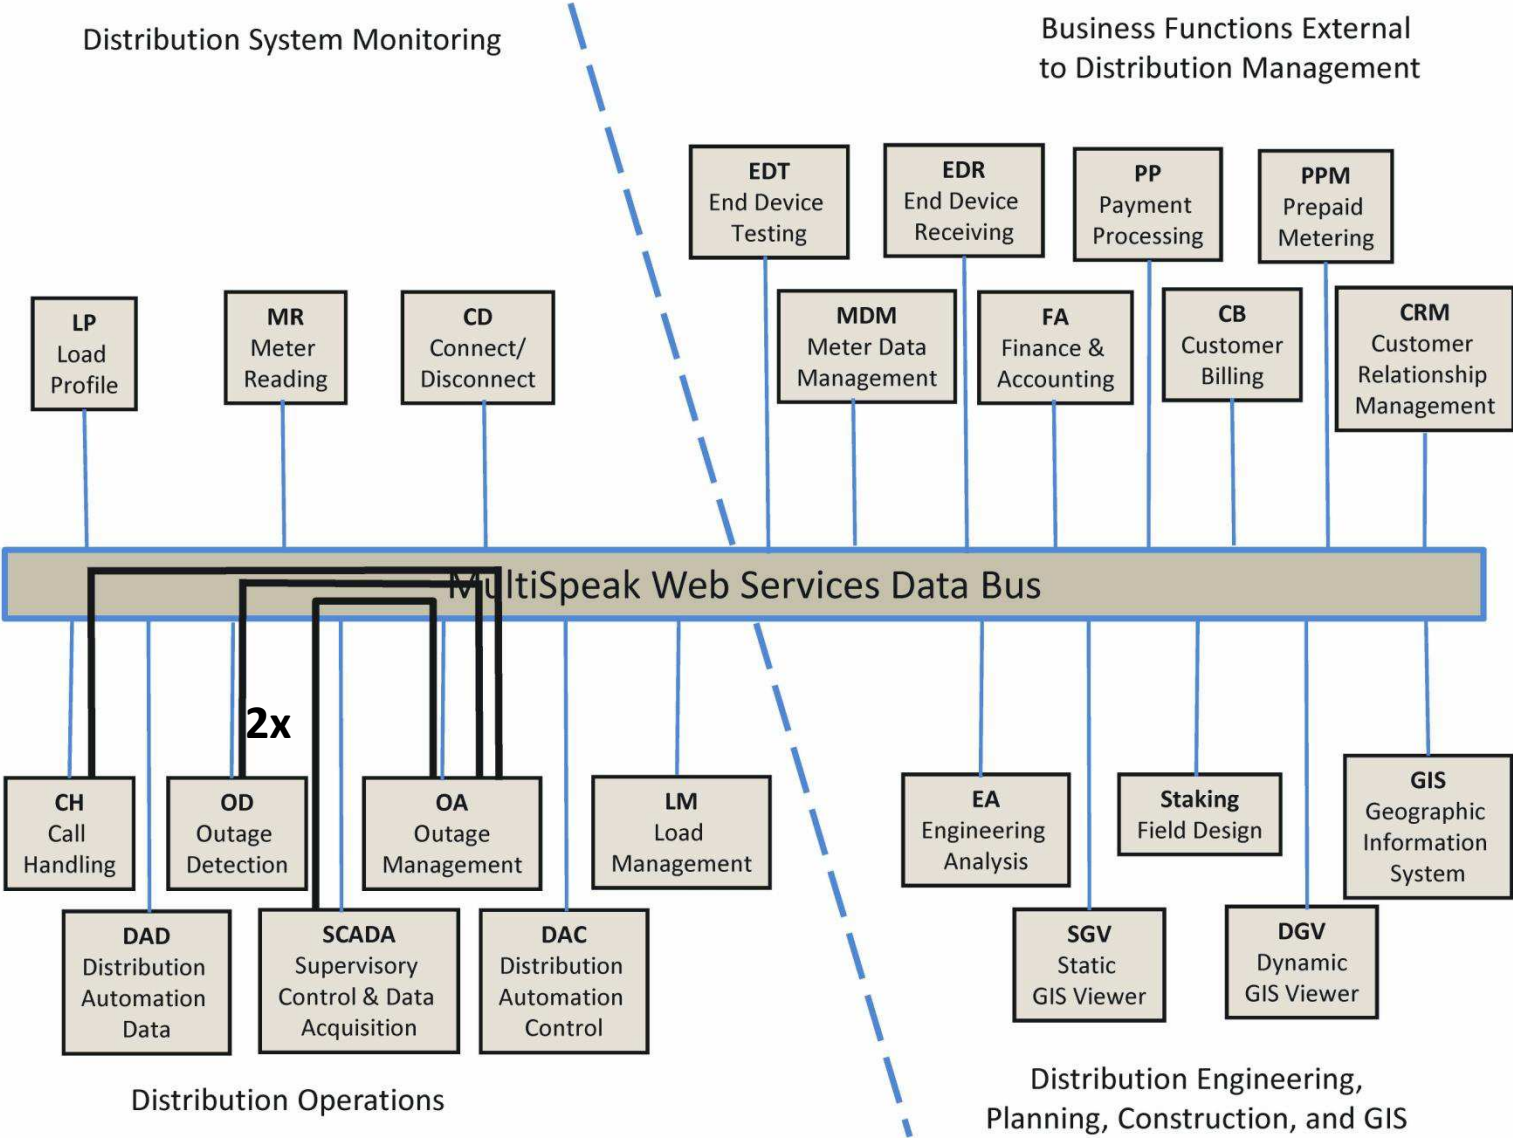 Distribution System Monitoring
Business Functions External
to Distribution Management
EDT
End Device
Testing
EDR
End Device
Receiving
PP
Payment
Processing
PPM
Prepaid
Metering
LP
Load
Profile
MR
Meter
Reading
CD
Connect/
Disconnect
MDM
Meter Data
Management
FA
Finance &
Accounting
CB
Customer
Billing
CRM
Customer
Relationship
Management
MultiSpeak Web Services Data Bus
2x
CH
Call
Handling
OD
Outage
Detection
OA
Outage
Management
LM
Load
Management
EA
Engineering
Analysis
Staking
Field Design
GIS
Geographic
Information
System
DAD
Distribution
Automation
Data
SCADA
Supervisory
Control & Data
Acquisition
DAC
Distribution
Automation
Control
SGV
Static
GIS Viewer
DGV
Dynamic
GIS Viewer
Distribution Operations
Distribution Engineering,
Planning, Construction, and GIS